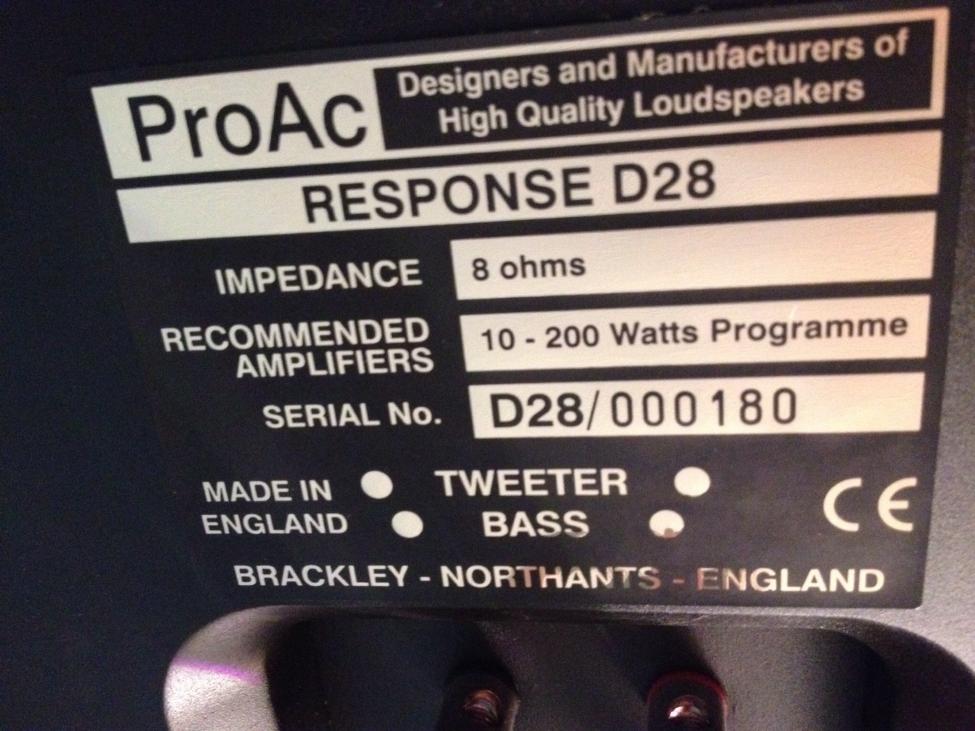 ProAc
Designers and Manufacturers of
High Quality Loudspeakers
RESPONSE D28
IMPEDANCE 8 ohms
RECOMMENDED
AMPLIFIERS
10 - 200 Watts Programme
SERIAL No. D28/000180
MADE IN
ENGLAND
TWEETER
BASS
CE
BRACKLEY - NORTHANTS - ENGLAND